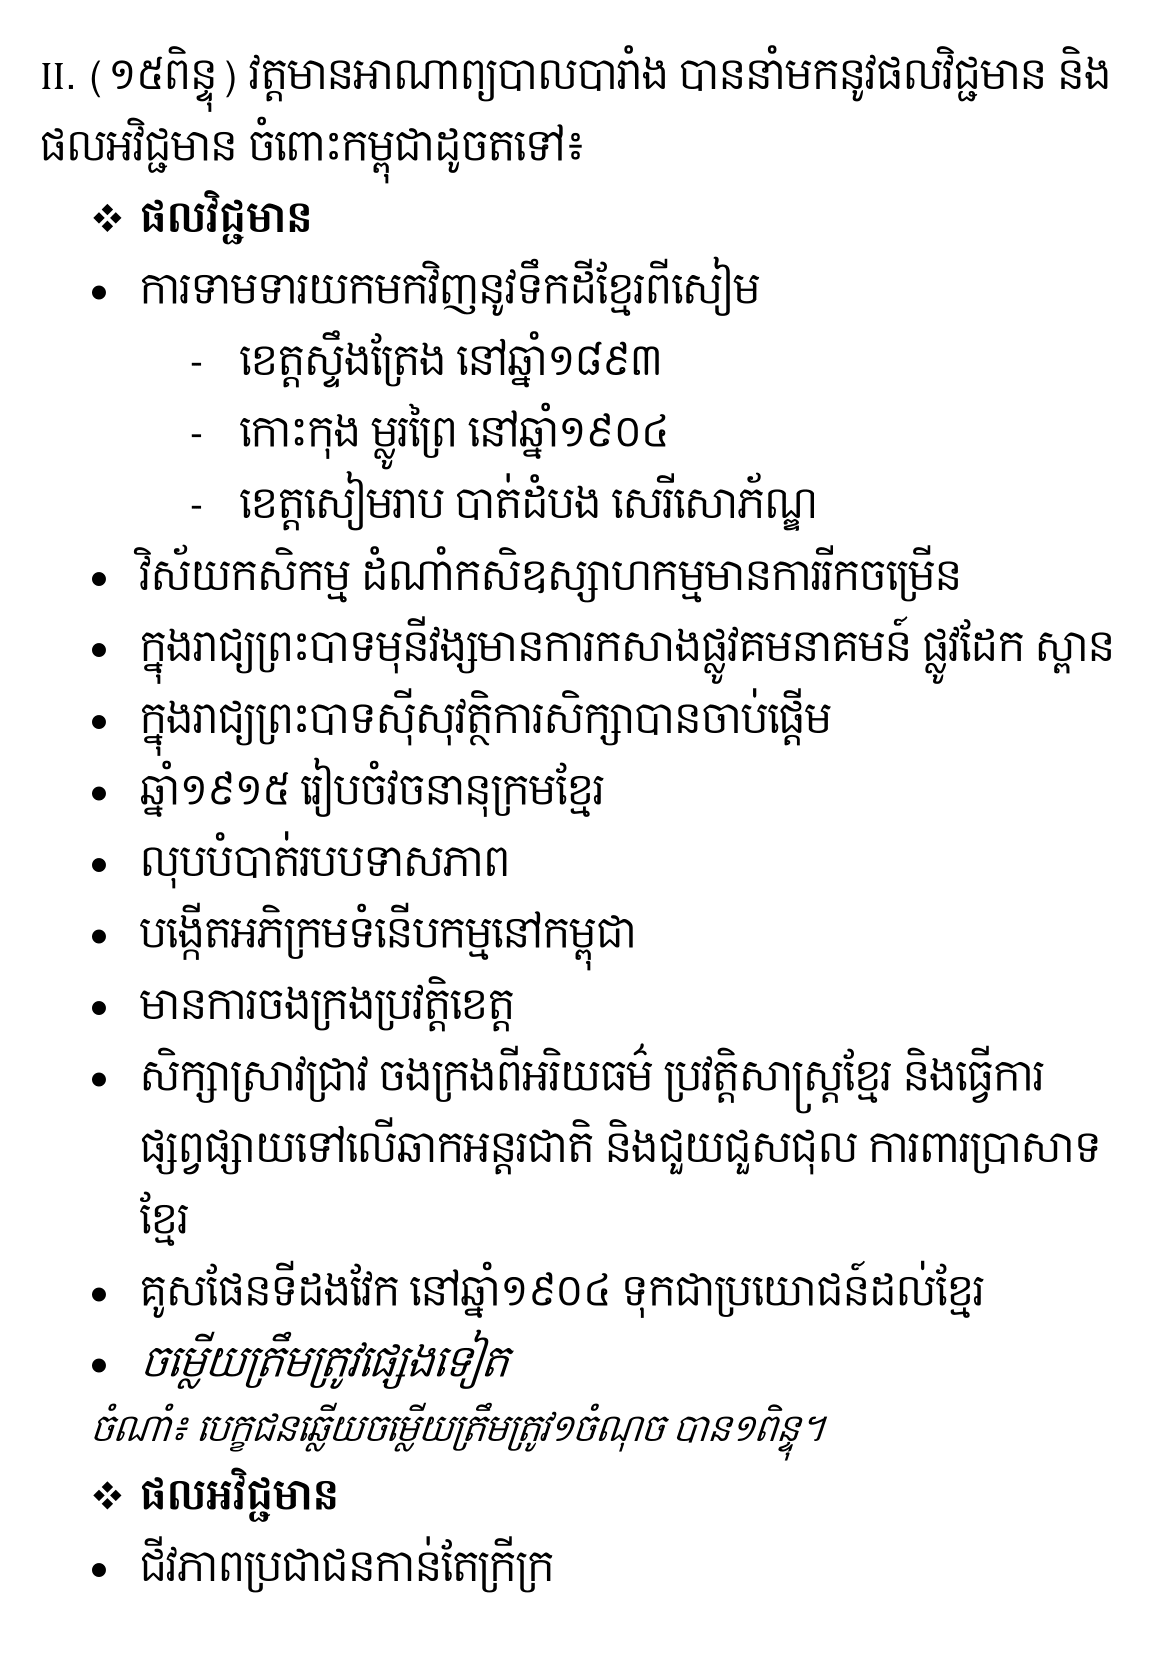 II. (១៥ពិន្ទុ) វត្តមានអាណាព្យបាលបារាំង បាននាំមកនូវផលវិជ្ជមាន និង
ផលអវិជ្ជមាន ចំពោះកម្ពុជាដូចតទៅ៖
❖ ផលវិជ្ជមាន
• ការទាមទារយកមកវិញនូវទឹកដីខ្មែរពីសៀម
- ខេត្តស្ទឹងត្រែង នៅឆ្នាំ១៨៩៣
- កោះកុង ម្លូរព្រៃ នៅឆ្នាំ១៩០៤
- ខេត្តសៀមរាប បាត់ដំបង សេរីសោភ័ណ្ឌ
• វិស័យកសិកម្ម ដំណាំកសិឧស្សាហកម្មមានការរីកចម្រើន
• ក្នុងរាជ្យព្រះបាទមុនីវង្សមានការកសាងផ្លូវគមនាគមន៍ ផ្លូវដែក ស្ពាន
• ក្នុងរាជ្យព្រះបាទស៊ីសុវត្ថិការសិក្សាបានចាប់ផ្តើម
• ឆ្នាំ១៩១៥ រៀបចំវចនានុក្រមខ្មែរ
• លុបបំបាត់របបទាសភាព
• បង្កើតអភិក្រមទំនើបកម្មនៅកម្ពុជា
• មានការចងក្រងប្រវត្តិខេត្ត
• សិក្សាស្រាវជ្រាវ ចងក្រងពីអរិយធម៌ ប្រវត្តិសាស្ត្រខ្មែរ និងធ្វើការ
ផ្សព្វផ្សាយទៅលើឆាកអន្តរជាតិ និងជួយជួសជុល ការពារប្រាសាទ
ខ្មែរ
• គូសផែនទីដងរែក នៅឆ្នាំ១៩០៤ ទុកជាប្រយោជន៍ដល់ខ្មែរ
• ចម្លើយត្រឹមត្រូវផ្សេងទៀត
ចំណាំ៖ បេក្ខជនឆ្លើយចម្លើយត្រឹមត្រូវ១ចំណុច បាន១ពិន្ទុ។
❖ ផលអវិជ្ជមាន
• ជីវភាពប្រជាជនកាន់តែក្រីក្រ